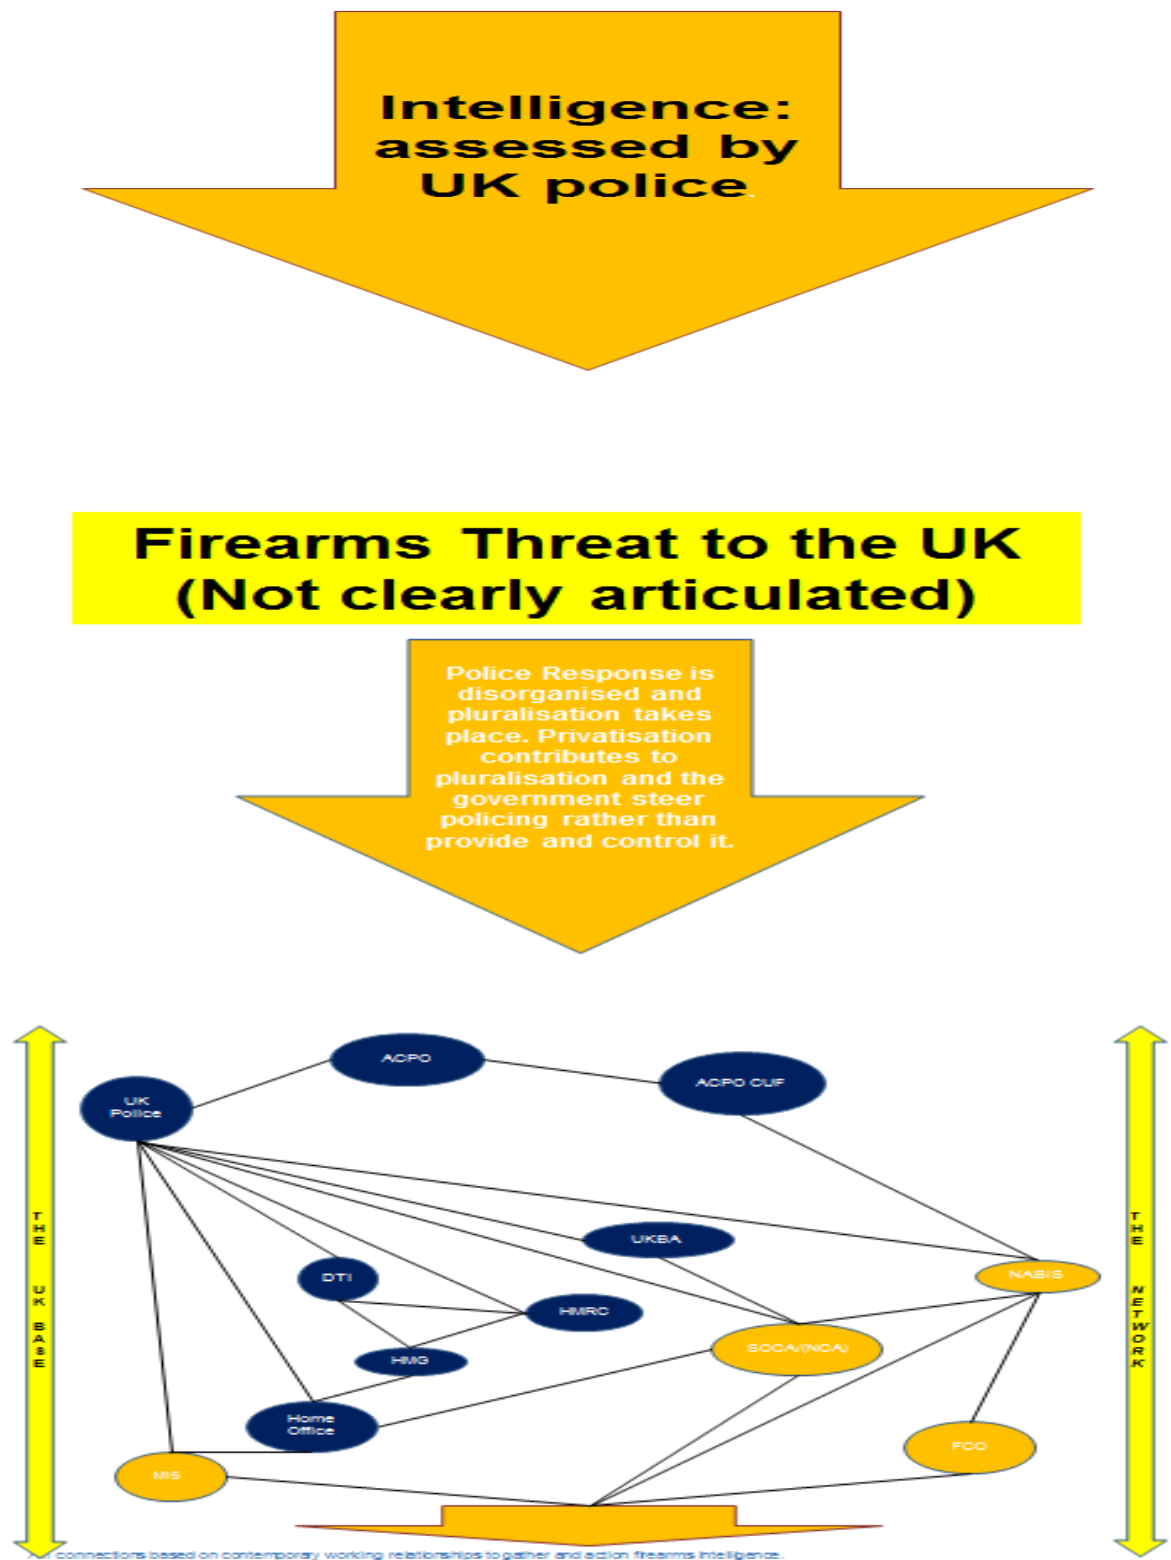 Intelligence:
assessed by
UK police.
Firearms Threat to the UK
(Not clearly articulated)
Police Response is
disorganised and
pluralisation takes
place. Privatisation
contributes to
pluralisation and the
government steer
policing rather than
provide and control it.
ACPO
ACPO CUF
UK
Police
THE UK BASE
THE NETWORK
UKBA
NABIS
DTI
HMRC
SOCA/(NCA)
HMG
Home
Office
FCO
connections based on contemporary working relationships to gather and action firearms intelligence.